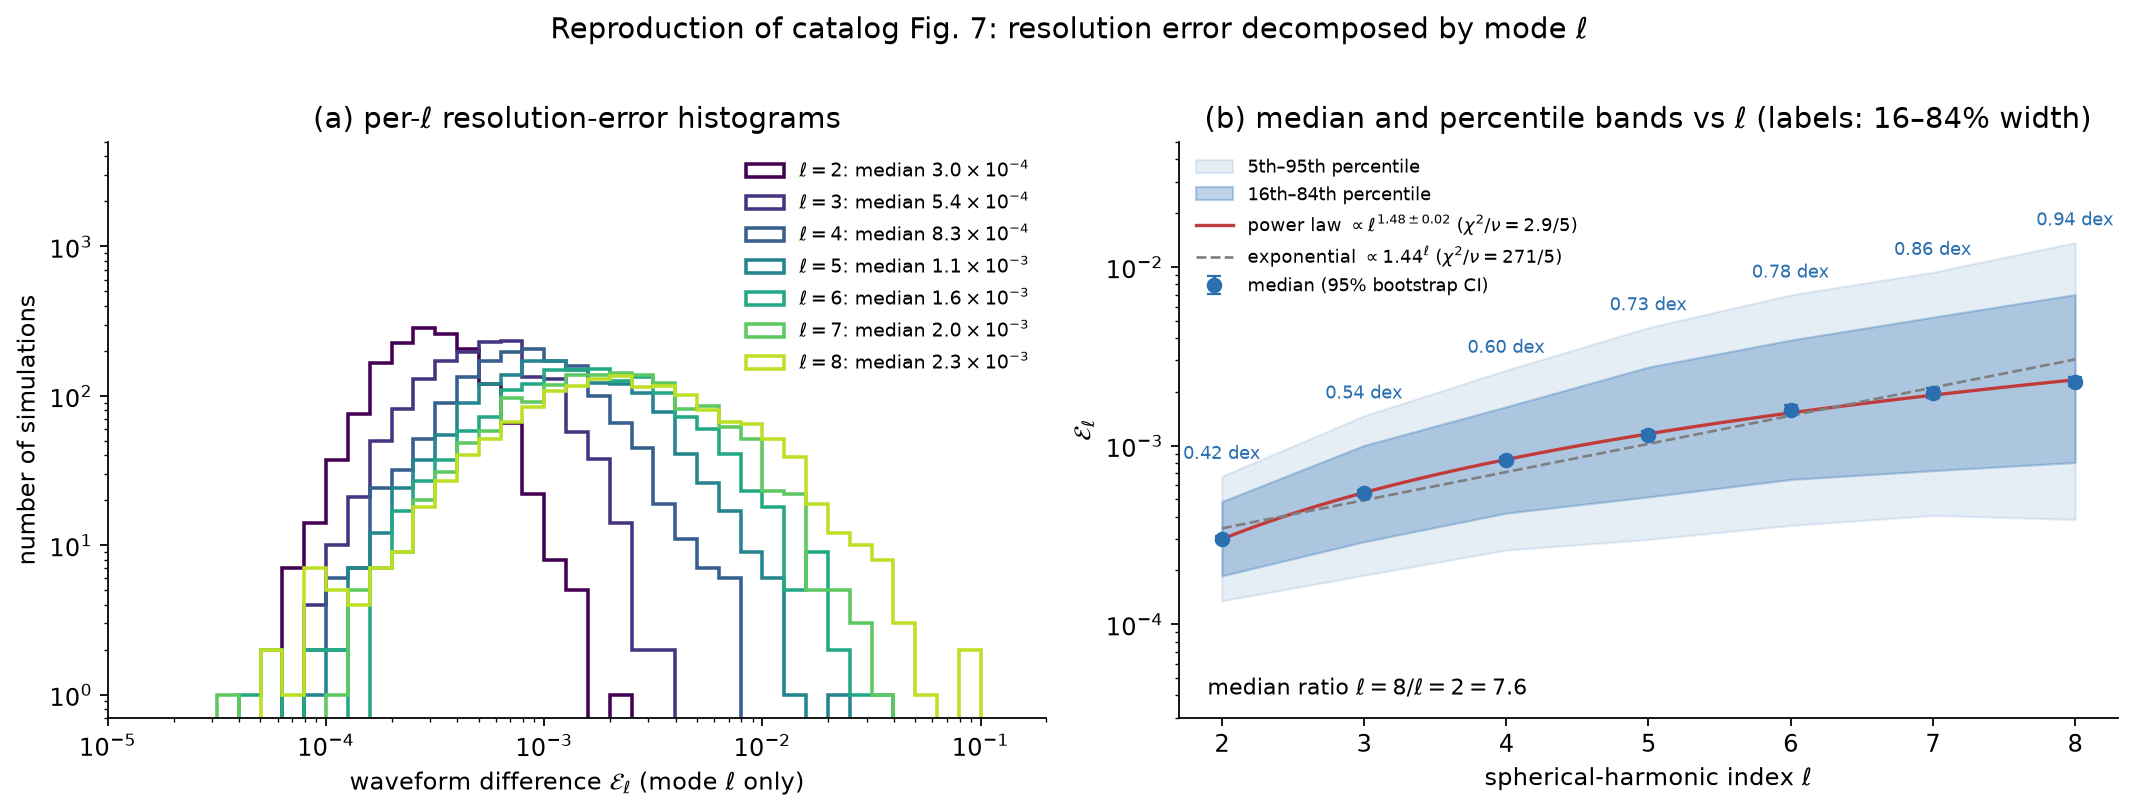 Reproduction of catalog Fig. 7: resolution error decomposed by mode ℓ
(a) per-ℓ resolution-error histograms
number of simulations
10³
10²
10¹
10⁰
10⁻⁵
10⁻⁴
10⁻³
10⁻²
10⁻¹
waveform difference ℰ_ℓ (mode ℓ only)
ℓ = 2: median 3.0 × 10⁻⁴
ℓ = 3: median 5.4 × 10⁻⁴
ℓ = 4: median 8.3 × 10⁻⁴
ℓ = 5: median 1.1 × 10⁻³
ℓ = 6: median 1.6 × 10⁻³
ℓ = 7: median 2.0 × 10⁻³
ℓ = 8: median 2.3 × 10⁻³
(b) median and percentile bands vs ℓ (labels: 16–84% width)
ℰ_ℓ
10⁻²
10⁻³
10⁻⁴
5th–95th percentile
16th–84th percentile
power law ∝ ℓ^{1.48 ± 0.02} (χ²/ν = 2.9/5)
exponential ∝ 1.44^ℓ (χ²/ν = 271/5)
median (95% bootstrap CI)
0.42 dex
0.54 dex
0.60 dex
0.73 dex
0.78 dex
0.86 dex
0.94 dex
median ratio ℓ = 8/ℓ = 2 = 7.6
2
3
4
5
6
7
8
spherical-harmonic index ℓ